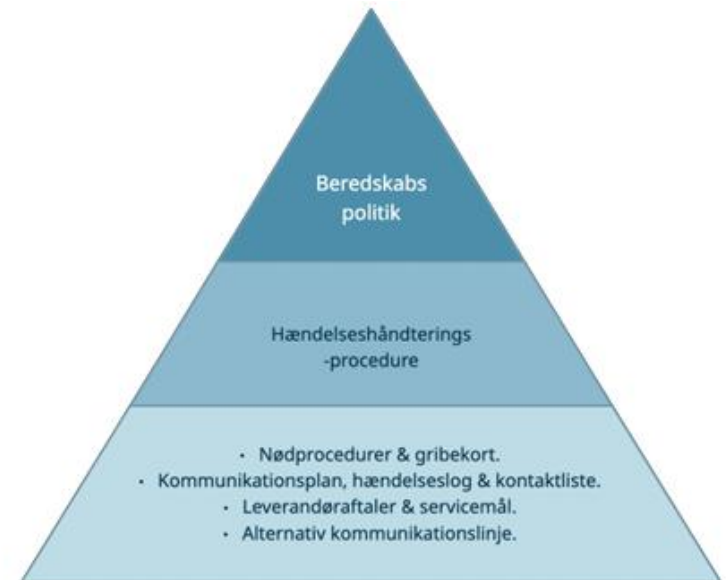 Beredskabs
politik
Hændelseshåndterings
-procedure
• Nødprocedurer & gribekort.
• Kommunikationsplan, hændelseslog & kontaktliste.
• Leverandøraftaler & servicemål.
• Alternativ kommunikationslinje.